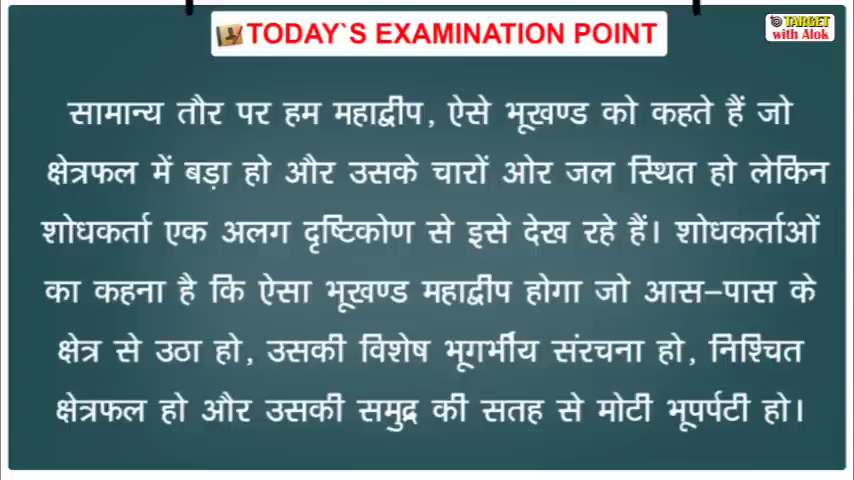 TODAY`S EXAMINATION POINT
TARGET
with Alok
सामान्य तौर पर हम महाद्वीप, ऐसे भूखण्ड को कहते हैं जो
क्षेत्रफल में बड़ा हो और उसके चारों ओर जल स्थित हो लेकिन
शोधकर्ता एक अलग दृष्टिकोण से इसे देख रहे हैं। शोधकर्ताओं
का कहना है कि ऐसा भूखण्ड महाद्वीप होगा जो आस–पास के
क्षेत्र से उठा हो, उसकी विशेष भूगर्भीय संरचना हो, निश्चित
क्षेत्रफल हो और उसकी समुद्र की सतह से मोटी भूपर्पटी हो।